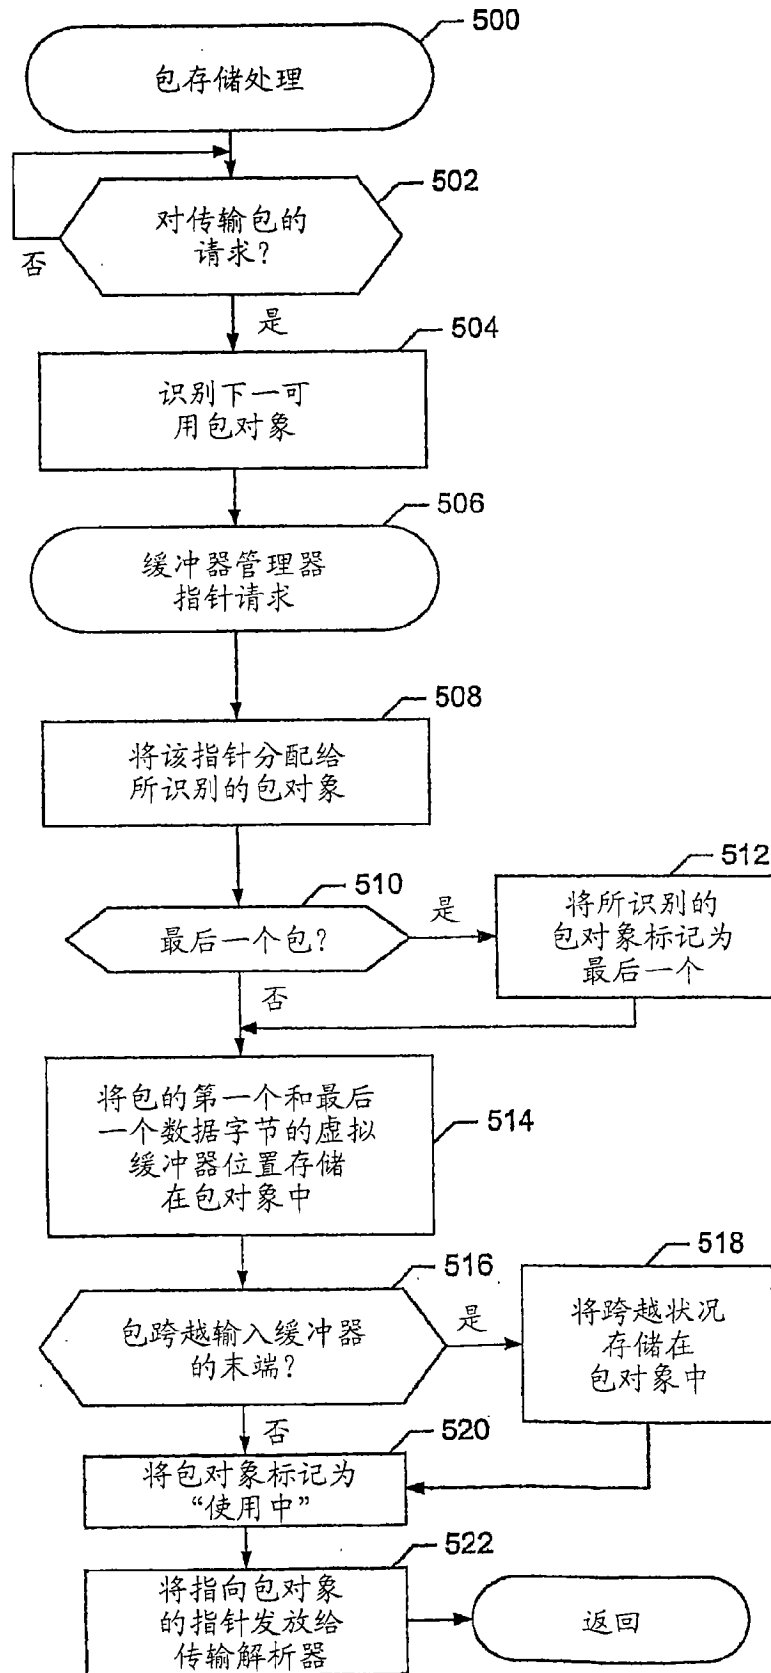 500
包存储处理
502
对传输包的
请求?
否
是
504
识别下一可
用包对象
506
缓冲器管理器
指针请求
508
将该指针分配给
所识别的包对象
510
最后一个包?
是
512
将所识别的
包对象标记为
最后一个
否
将包的第一个和最后
一个数据字节的虚拟
缓冲器位置存储
在包对象中
514
516
包跨越输入缓冲器
的末端?
是
518
将跨越状况
存储在
包对象中
否
520
将包对象标记为
“使用中”
522
将指向包对象
的指针发放给
传输解析器
返回